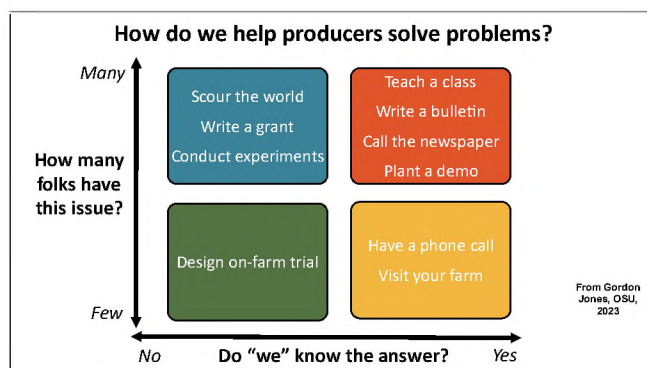 How do we help producers solve problems?
Many
Scour the world
Write a grant
Conduct experiments
Teach a class
Write a bulletin
Call the newspaper
Plant a demo
How many
folks have
this issue?
Design on-farm trial
Have a phone call
Visit your farm
From Gordon
Jones, OSU,
2023
Few
No
Do “we” know the answer?
Yes